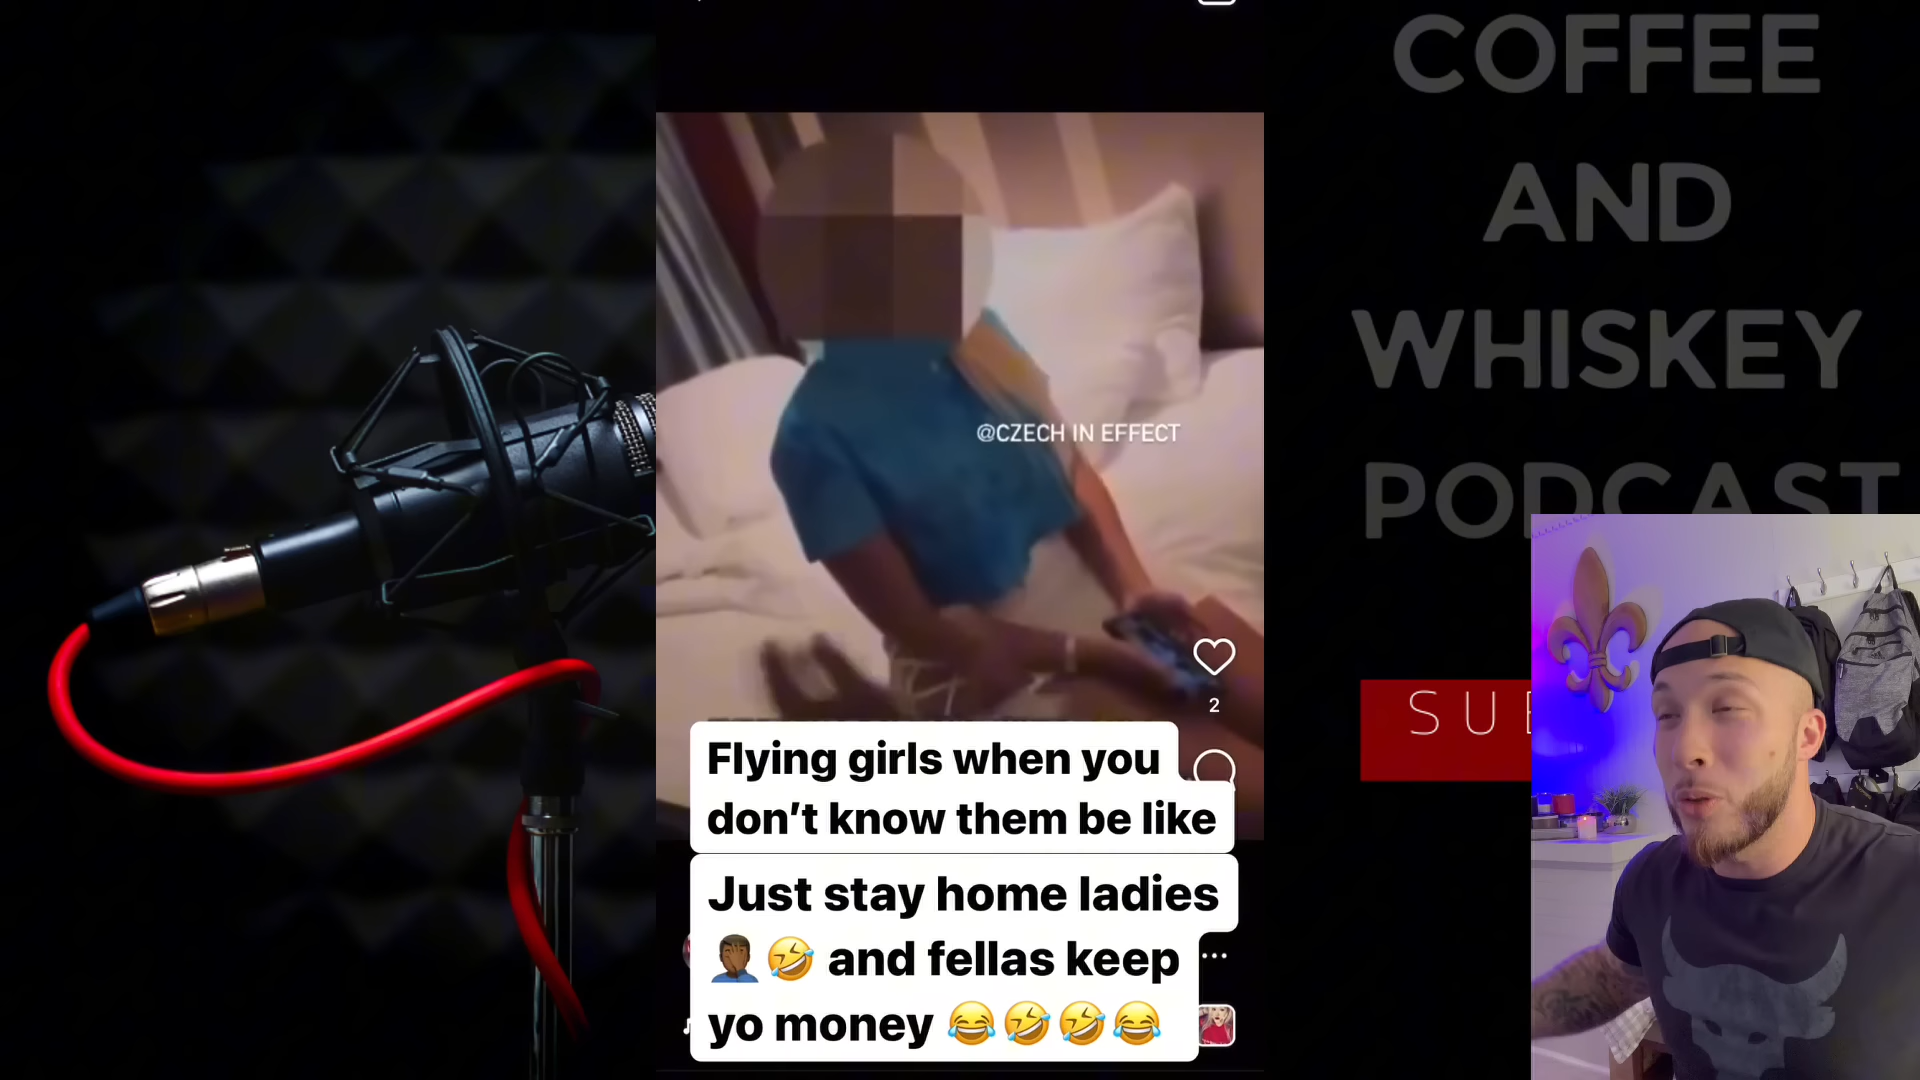 COFFEE
AND
WHISKEY
PODCAST
@CZECH IN EFFECT
2
Flying girls when you
don’t know them be like
Just stay home ladies
🤦🏾‍♂️🤣 and fellas keep
yo money 😂🤣🤣😂